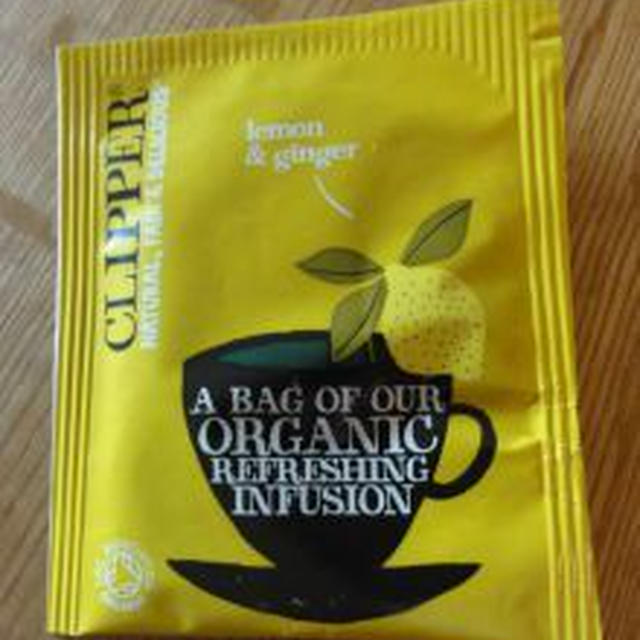 CLIPPER®
NATURAL, FAIR & DELICIOUS
lemon
& ginger
A BAG OF OUR
ORGANIC
REFRESHING
INFUSION